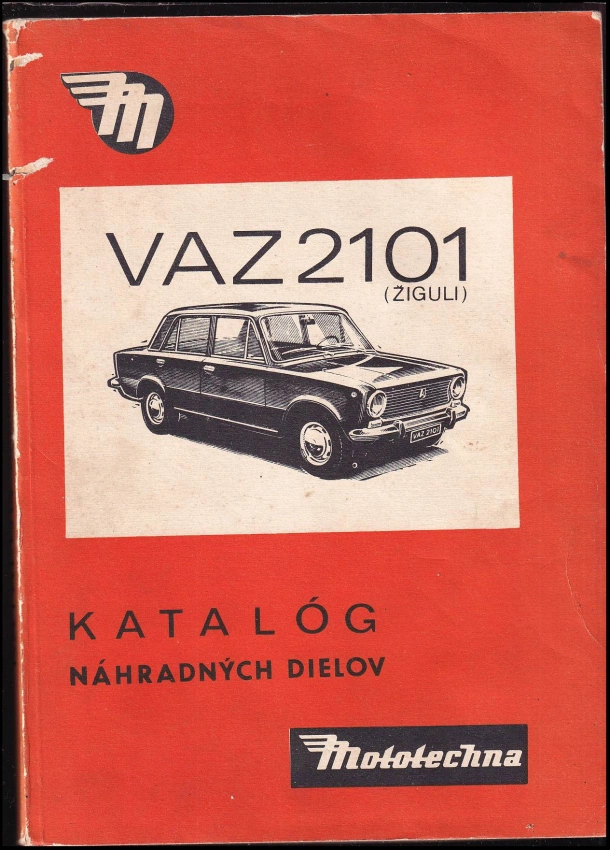 M
VAZ 2101
(ŽIGULI)
VAZ 2101
KATALÓG
NÁHRADNÝCH DIELOV
Mototechna